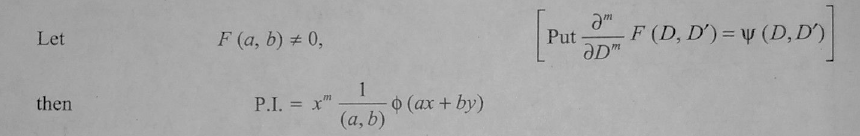 Let F (a, b) ≠ 0, [Put ∂^m/∂D^m F (D, D′) = ψ (D, D′)]
then P.I. = x^m 1/(a, b) ϕ (ax + by)